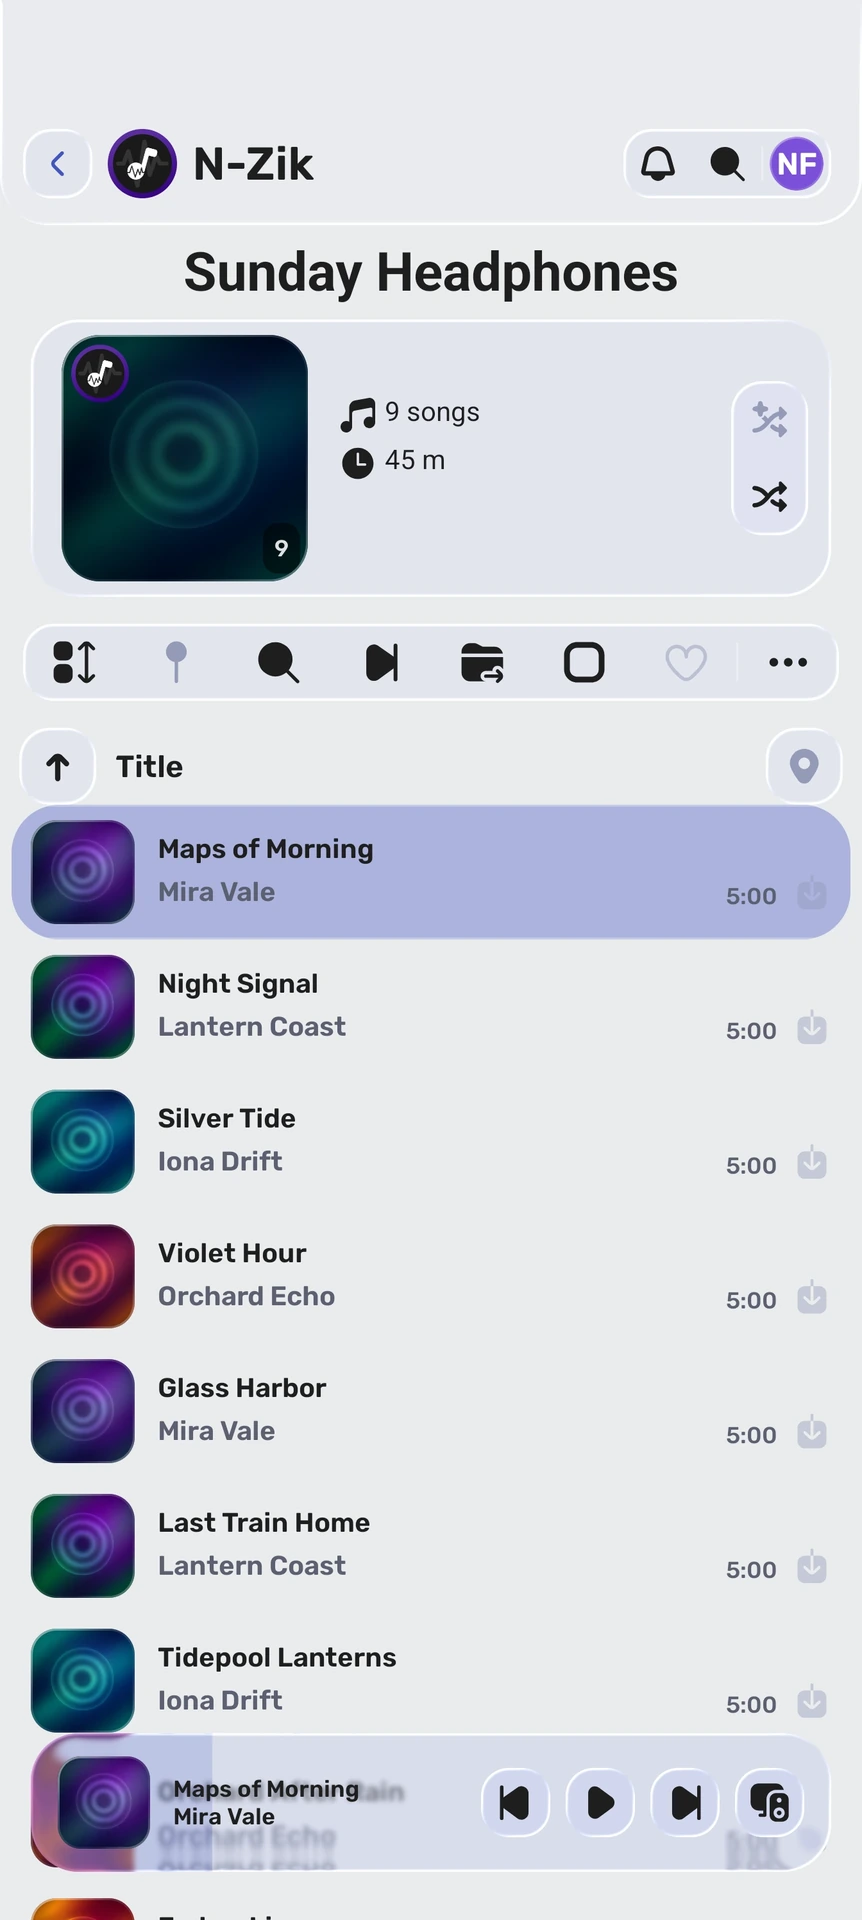 N-Zik
NF
Sunday Headphones
9 songs
45 m
9
Title
Maps of Morning
Mira Vale
5:00
Night Signal
Lantern Coast
5:00
Silver Tide
Iona Drift
5:00
Violet Hour
Orchard Echo
5:00
Glass Harbor
Mira Vale
5:00
Last Train Home
Lantern Coast
5:00
Tidepool Lanterns
Iona Drift
5:00
Maps of Morning
Mira Vale
Orchard Echo